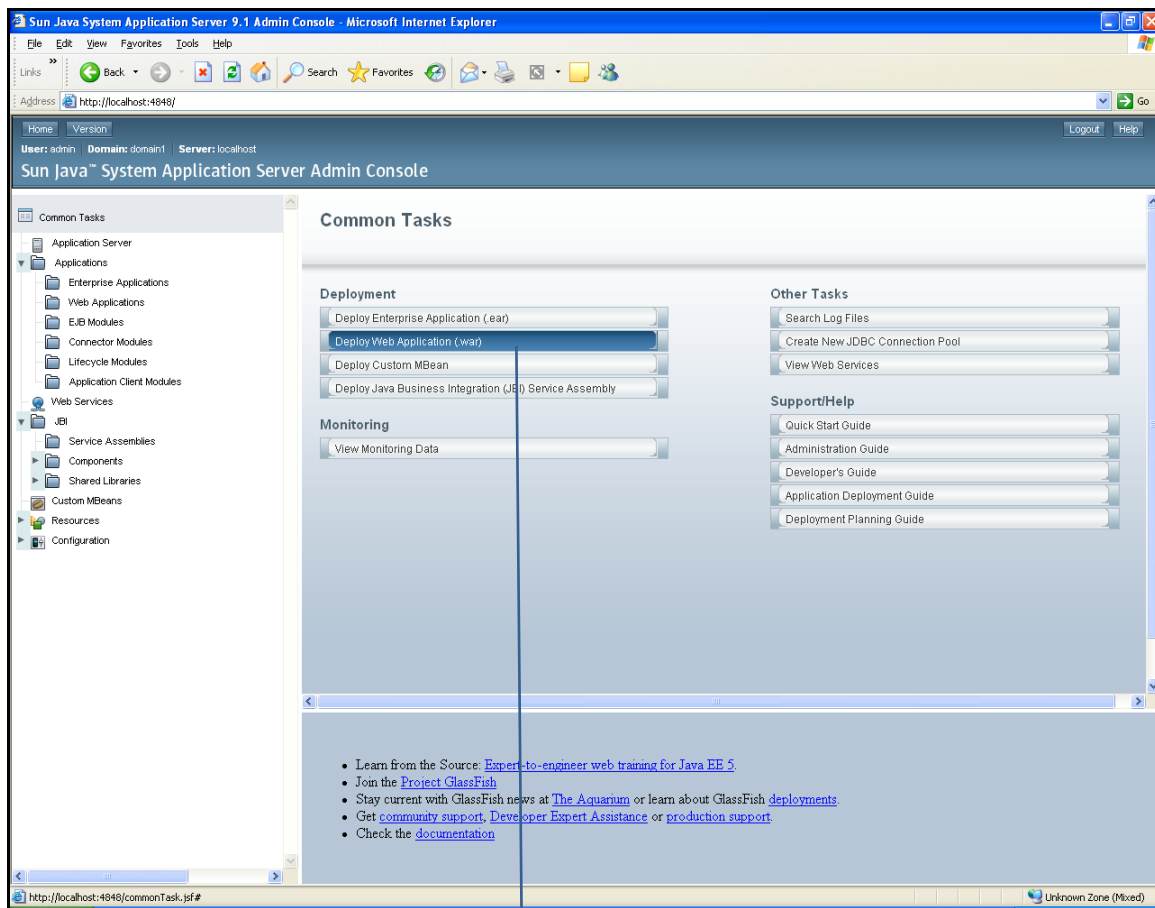 Sun Java System Application Server 9.1 Admin Console - Microsoft Internet Explorer
File Edit View Favorites Tools Help
Links » Back Search Favorites
Address http://localhost:4848/ Go
Home Version Logout Help
User: admin Domain: domain1 Server: localhost
Sun Java™ System Application Server Admin Console
Common Tasks
Application Server
Applications
Enterprise Applications
Web Applications
EJB Modules
Connector Modules
Lifecycle Modules
Application Client Modules
Web Services
JBI
Service Assemblies
Components
Shared Libraries
Custom MBeans
Resources
Configuration
Common Tasks
Deployment
Deploy Enterprise Application (.ear)
Deploy Web Application (.war)
Deploy Custom MBean
Deploy Java Business Integration (JBI) Service Assembly
Monitoring
View Monitoring Data
Other Tasks
Search Log Files
Create New JDBC Connection Pool
View Web Services
Support/Help
Quick Start Guide
Administration Guide
Developer's Guide
Application Deployment Guide
Deployment Planning Guide
• Learn from the Source: Expert-to-engineer web training for Java EE 5.
• Join the Project GlassFish
• Stay current with GlassFish news at The Aquarium or learn about GlassFish deployments.
• Get community support, Developer Expert Assistance or production support.
• Check the documentation
http://localhost:4848/commonTask.jsf# Unknown Zone (Mixed)